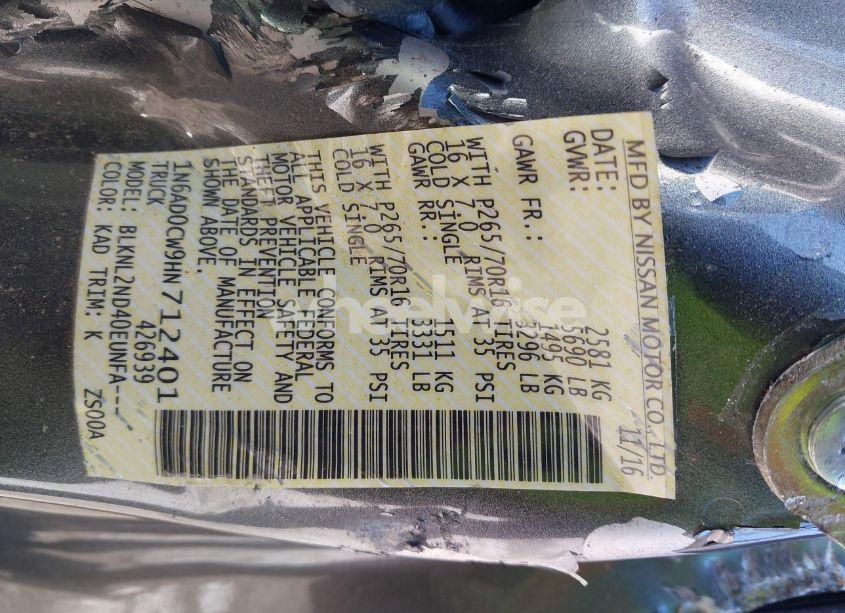 MFD BY NISSAN MOTOR CO., LTD.
DATE: 11/16
GVWR: 2581 KG
5690 LB
GAWR FR.: 1495 KG
3296 LB
WITH P265/70R16 TIRES
16 X 7.0 RIMS AT 35 PSI
COLD SINGLE
GAWR RR.: 1511 KG
3331 LB
WITH P265/70R16 TIRES
16 X 7.0 RIMS AT 35 PSI
COLD SINGLE
THIS VEHICLE CONFORMS TO
ALL APPLICABLE FEDERAL
MOTOR VEHICLE SAFETY AND
THEFT PREVENTION
STANDARDS IN EFFECT ON
THE DATE OF MANUFACTURE
SHOWN ABOVE.
1N6AD0CW9HN712401
TRUCK 426939
MODEL: BLKNL2ND40EUNFA---
COLOR: KAD TRIM: K ZS00A
wheelwise